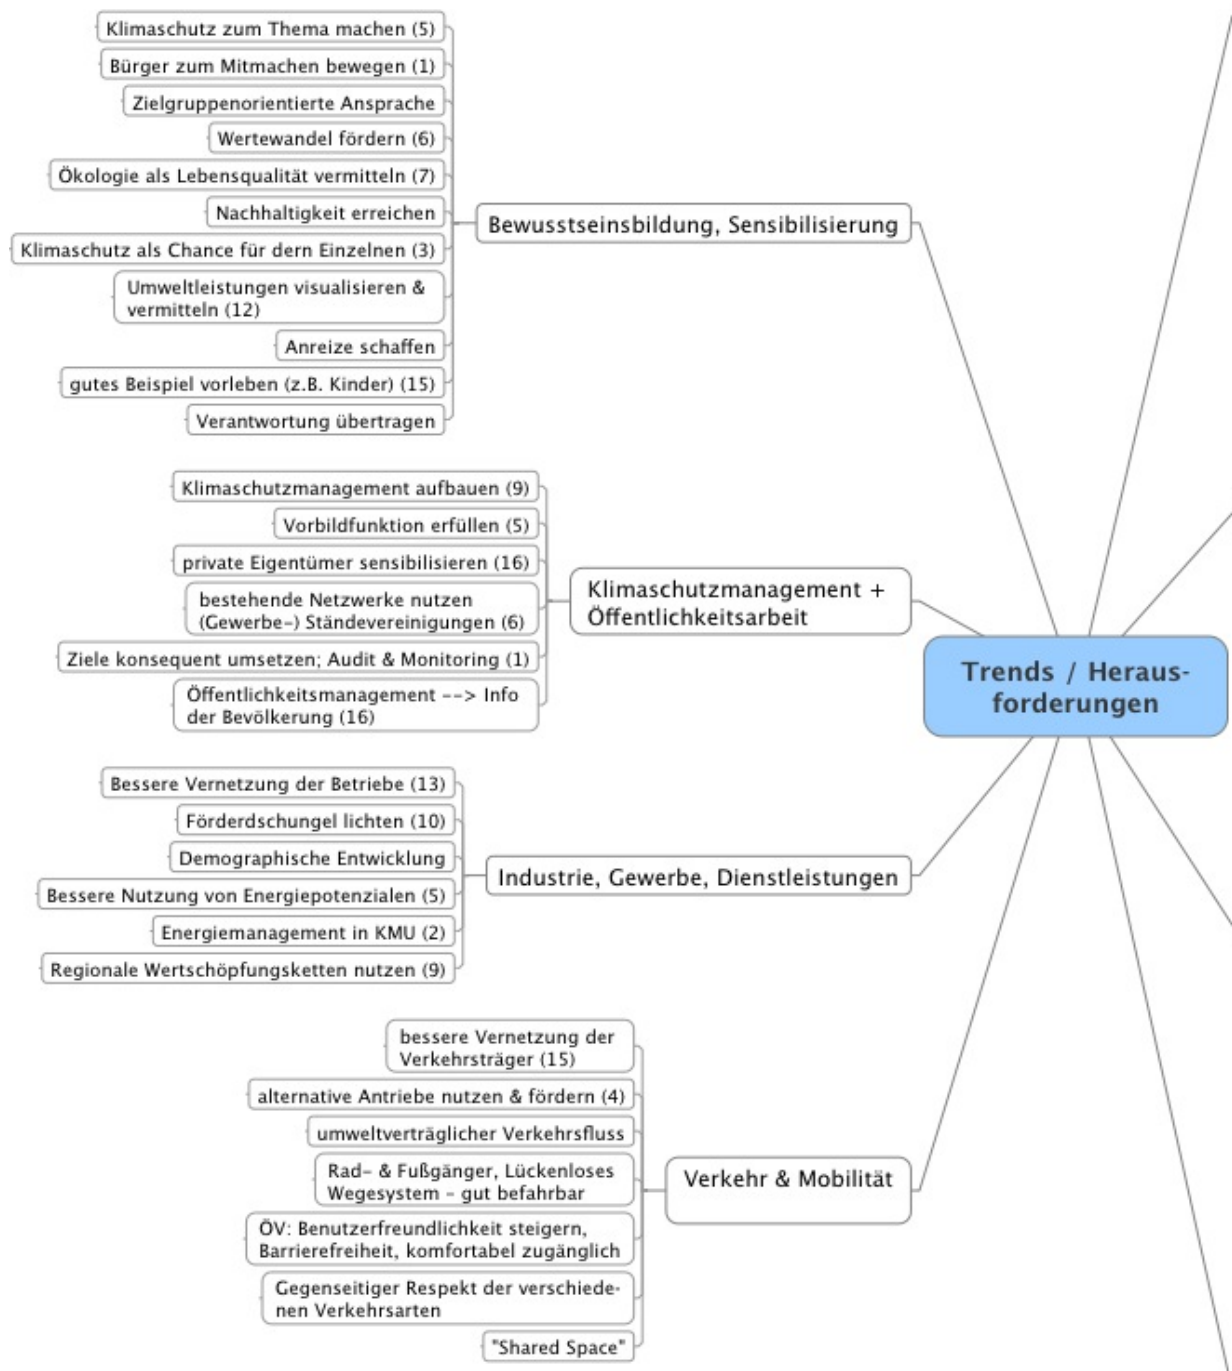 Klimaschutz zum Thema machen (5)
Bürger zum Mitmachen bewegen (1)
Zielgruppenorientierte Ansprache
Wertewandel fördern (6)
Ökologie als Lebensqualität vermitteln (7)
Nachhaltigkeit erreichen
Klimaschutz als Chance für dern Einzelnen (3)
Umweltleistungen visualisieren &
vermitteln (12)
Anreize schaffen
gutes Beispiel vorleben (z.B. Kinder) (15)
Verantwortung übertragen
Bewusstseinsbildung, Sensibilisierung
Klimaschutzmanagement aufbauen (9)
Vorbildfunktion erfüllen (5)
private Eigentümer sensibilisieren (16)
bestehende Netzwerke nutzen
(Gewerbe-) Ständevereinigungen (6)
Ziele konsequent umsetzen; Audit & Monitoring (1)
Öffentlichkeitsmanagement --> Info
der Bevölkerung (16)
Klimaschutzmanagement +
Öffentlichkeitsarbeit
Trends / Heraus-
forderungen
Bessere Vernetzung der Betriebe (13)
Förderdschungel lichten (10)
Demographische Entwicklung
Bessere Nutzung von Energiepotenzialen (5)
Energiemanagement in KMU (2)
Regionale Wertschöpfungsketten nutzen (9)
Industrie, Gewerbe, Dienstleistungen
bessere Vernetzung der
Verkehrsträger (15)
alternative Antriebe nutzen & fördern (4)
umweltverträglicher Verkehrsfluss
Rad- & Fußgänger, Lückenloses
Wegesystem - gut befahrbar
ÖV: Benutzerfreundlichkeit steigern,
Barrierefreiheit, komfortabel zugänglich
Gegenseitiger Respekt der verschiede-
nen Verkehrsarten
"Shared Space"
Verkehr & Mobilität